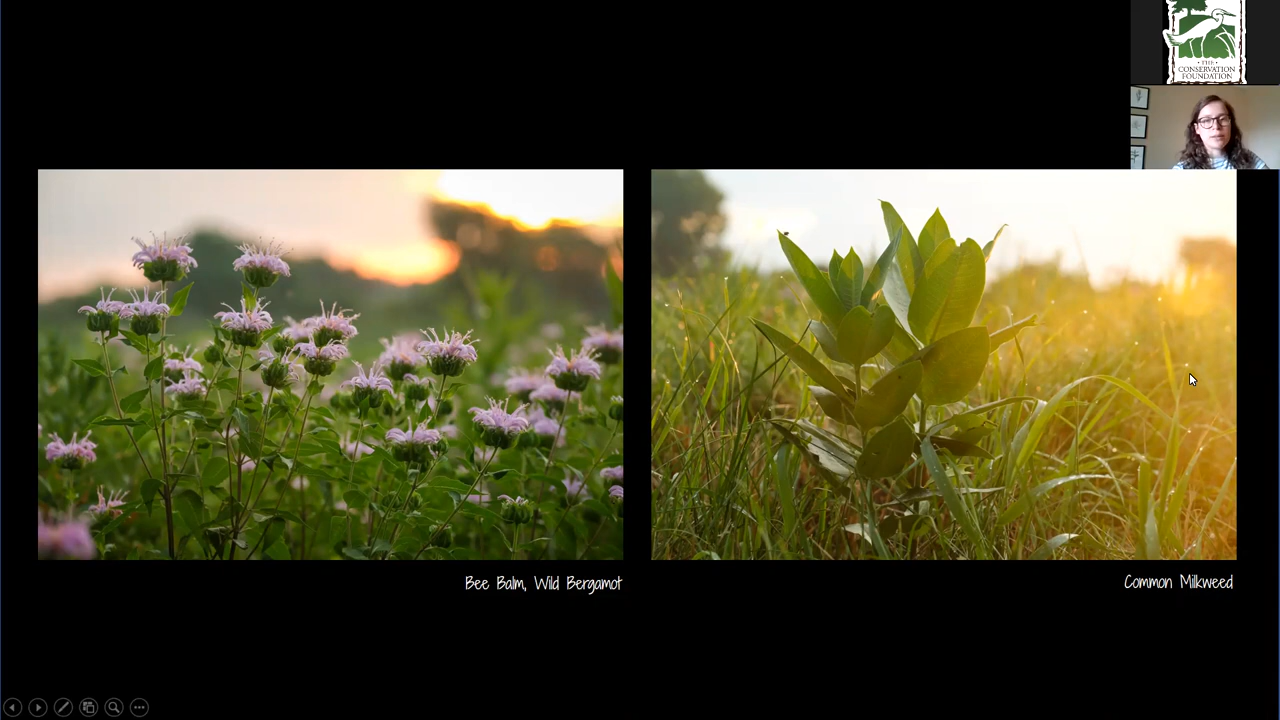 • THE •
CONSERVATION
FOUNDATION
Bee Balm, Wild Bergamot
Common Milkweed